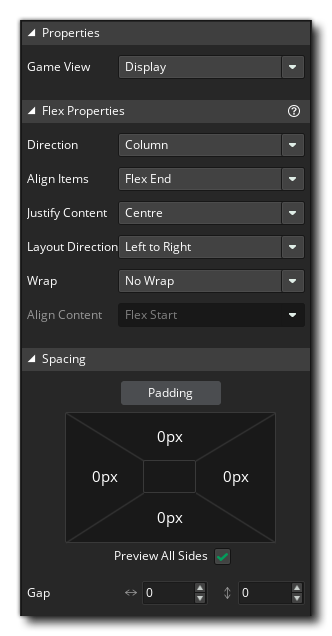 Properties
Game View Display
Flex Properties ?
Direction Column
Align Items Flex End
Justify Content Centre
Layout Direction Left to Right
Wrap No Wrap
Align Content Flex Start
Spacing
Padding
0px
0px 0px
0px
Preview All Sides
Gap 0 0